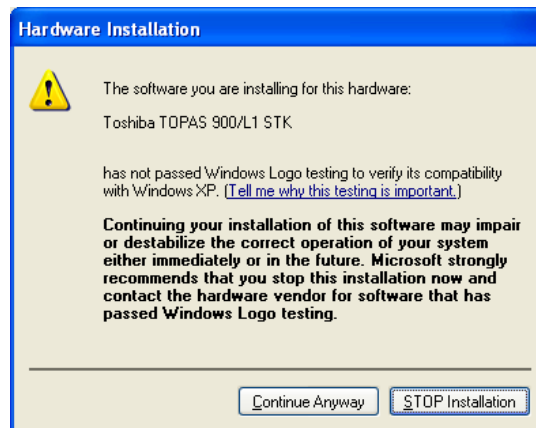 Hardware Installation
The software you are installing for this hardware:
Toshiba TOPAS 900/L1 STK
has not passed Windows Logo testing to verify its compatibility
with Windows XP. (Tell me why this testing is important.)
Continuing your installation of this software may impair
or destabilize the correct operation of your system
either immediately or in the future. Microsoft strongly
recommends that you stop this installation now and
contact the hardware vendor for software that has
passed Windows Logo testing.
Continue Anyway STOP Installation